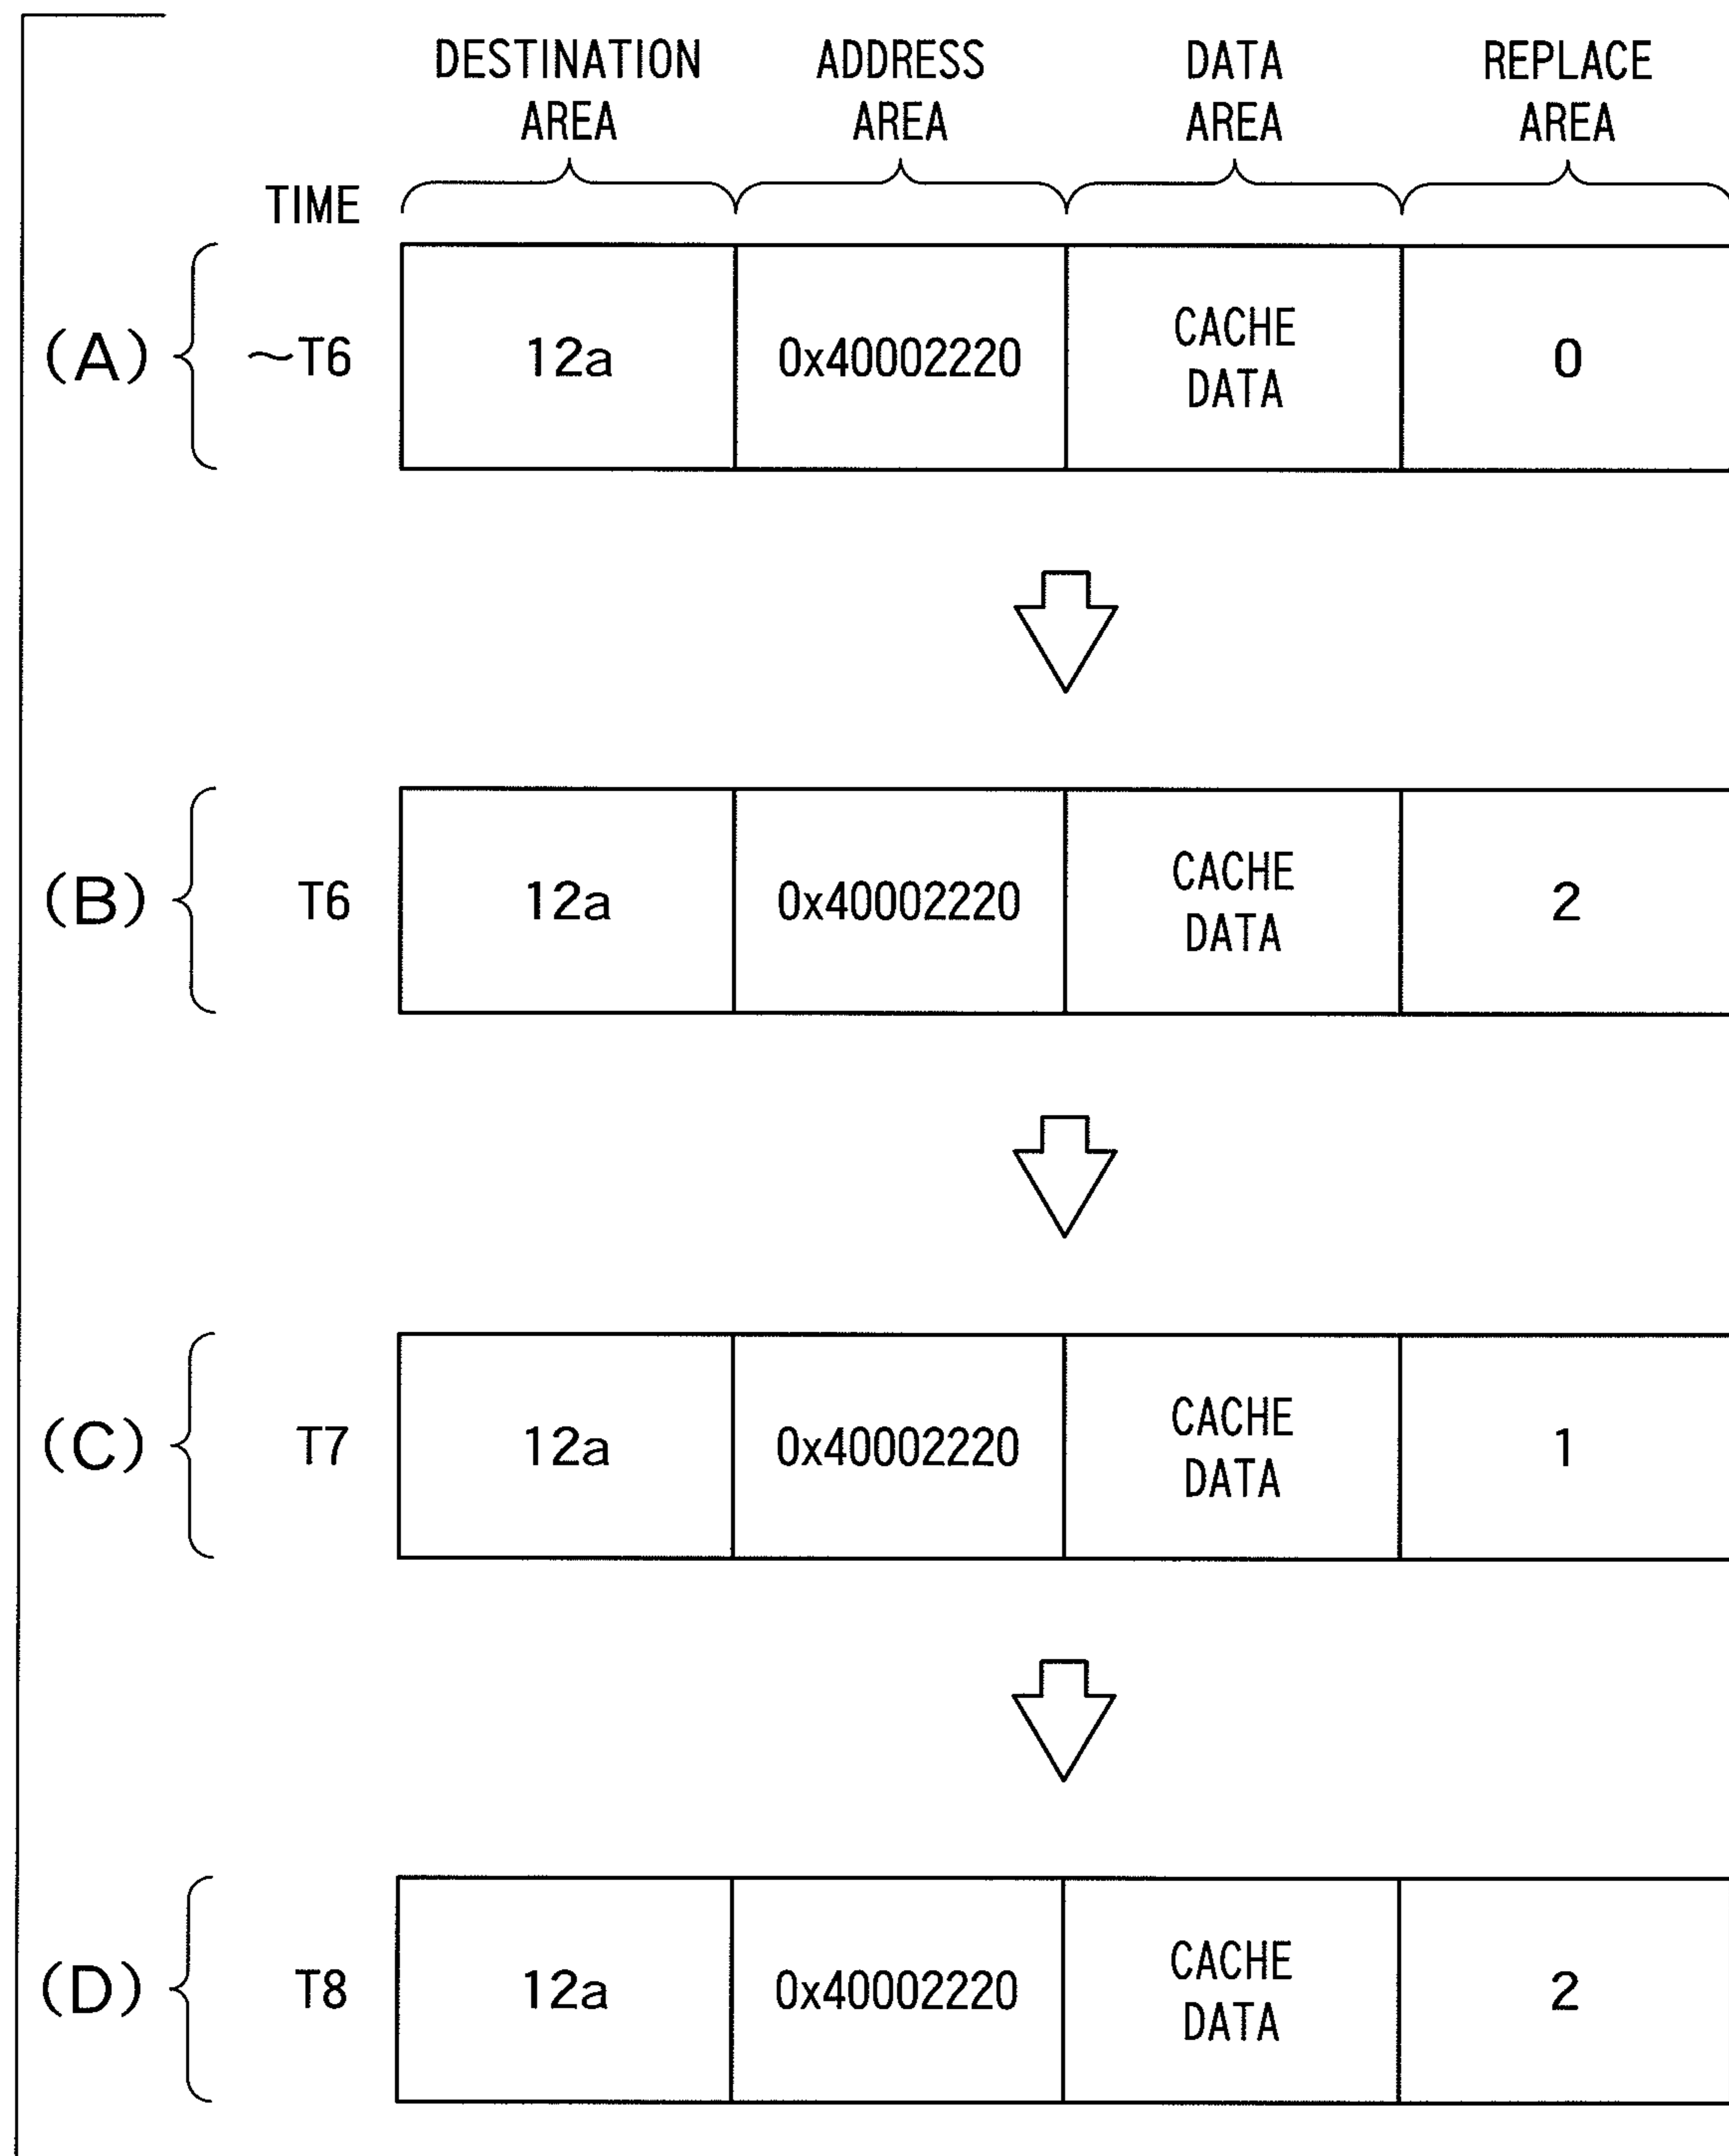 DESTINATION AREA
ADDRESS AREA
DATA AREA
REPLACE AREA
TIME
(A) ~T6 12a 0x40002220 CACHE DATA 0
(B) T6 12a 0x40002220 CACHE DATA 2
(C) T7 12a 0x40002220 CACHE DATA 1
(D) T8 12a 0x40002220 CACHE DATA 2